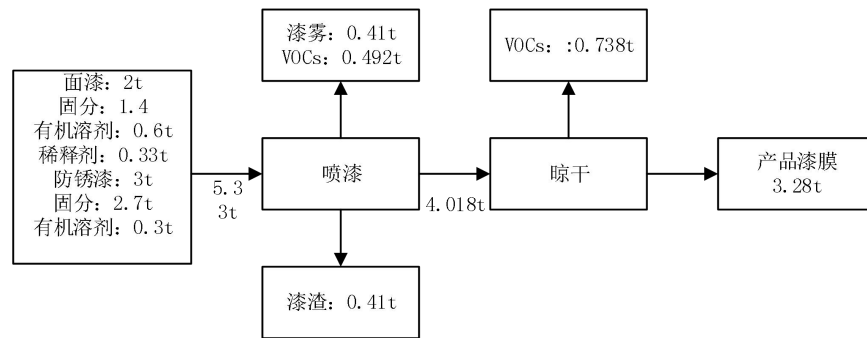 面漆: 2t
固分: 1.4
有机溶剂: 0.6t
稀释剂: 0.33t
防锈漆: 3t
固分: 2.7t
有机溶剂: 0.3t
5.3
3t
漆雾: 0.41t
VOCs: 0.492t
喷漆
漆渣: 0.41t
4.018t
VOCs: :0.738t
晾干
产品漆膜
3.28t